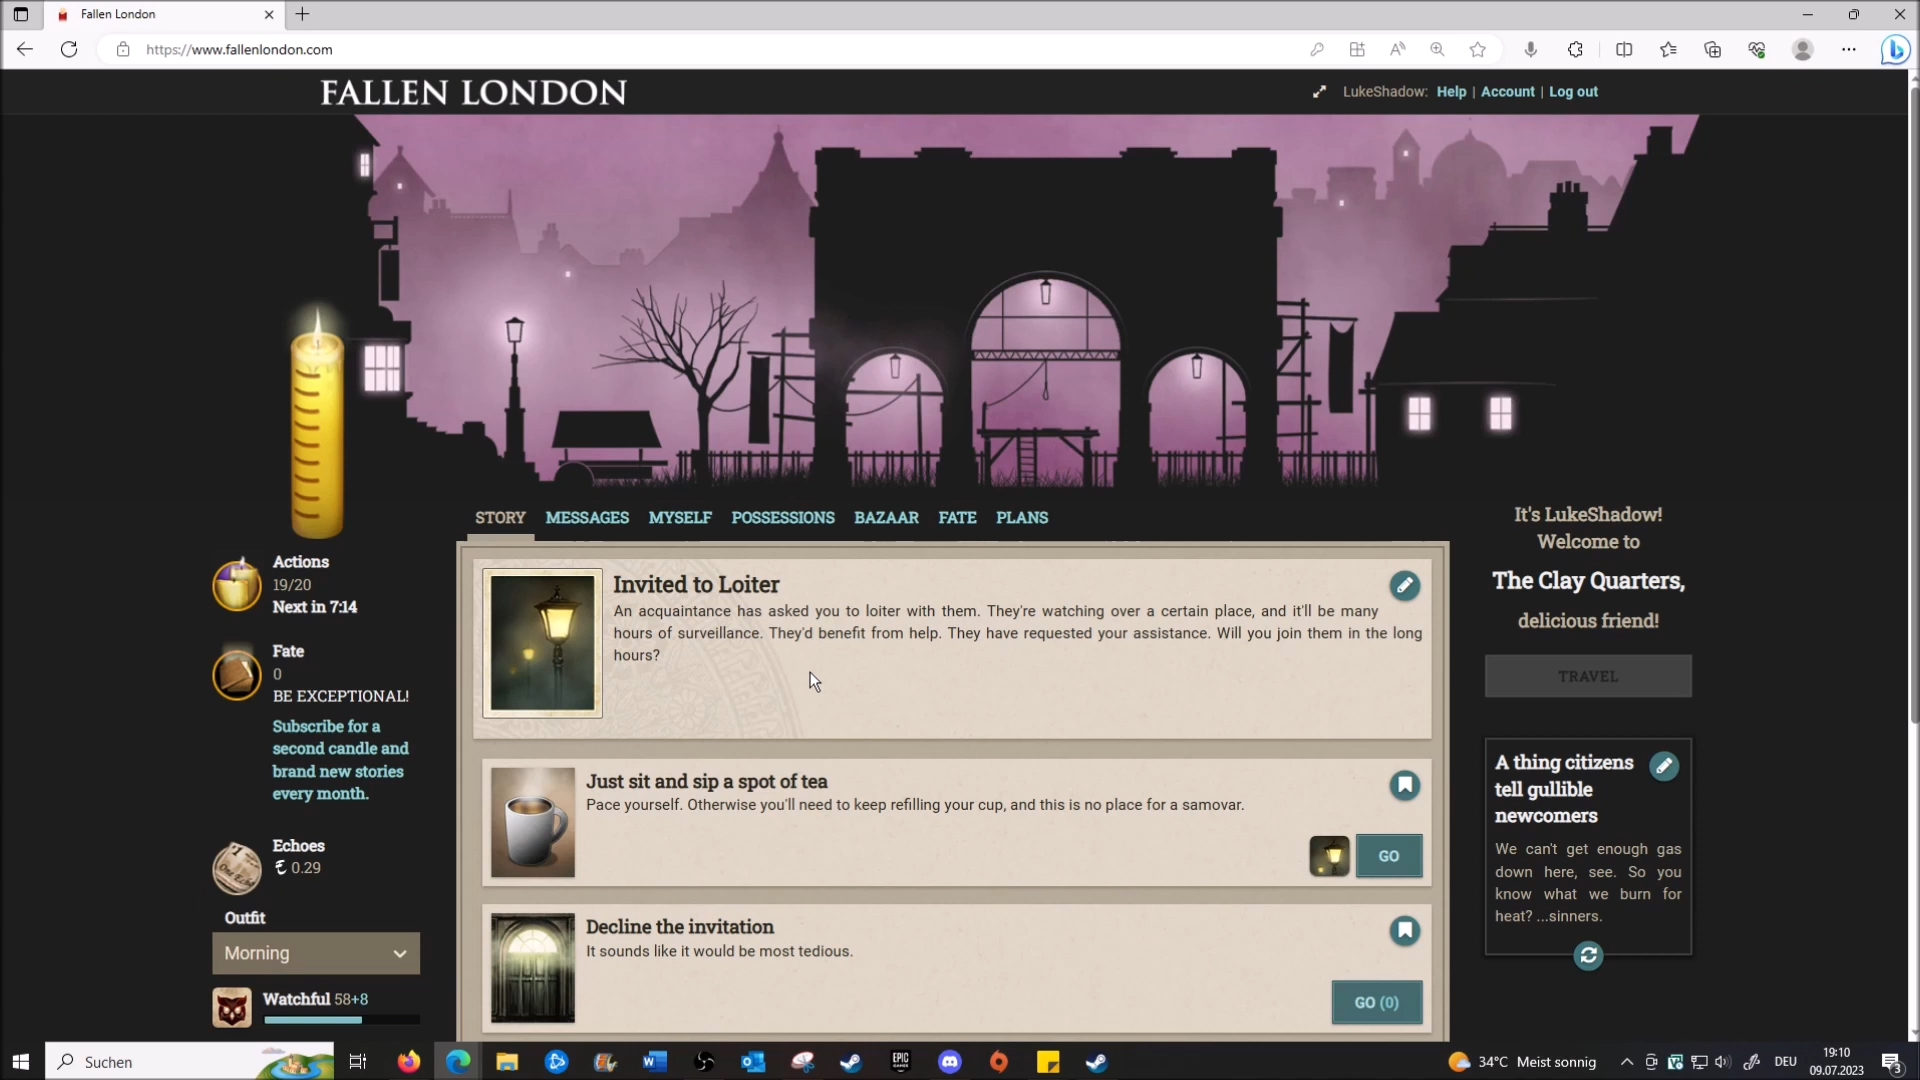 Fallen London
https://www.fallenlondon.com
FALLEN LONDON
LukeShadow: Help | Account | Log out
STORY MESSAGES MYSELF POSSESSIONS BAZAAR FATE PLANS
Actions
19/20
Next in 7:14
Fate
0
BE EXCEPTIONAL!
Subscribe for a
second candle and
brand new stories
every month.
Echoes
0.29
Outfit
Morning
Watchful 58+8
Invited to Loiter
An acquaintance has asked you to loiter with them. They're watching over a certain place, and it'll be many
hours of surveillance. They'd benefit from help. They have requested your assistance. Will you join them in the long
hours?
Just sit and sip a spot of tea
Pace yourself. Otherwise you'll need to keep refilling your cup, and this is no place for a samovar.
GO
Decline the invitation
It sounds like it would be most tedious.
GO (0)
It's LukeShadow!
Welcome to
The Clay Quarters,
delicious friend!
TRAVEL
A thing citizens
tell gullible
newcomers
We can't get enough gas
down here, see. So you
know what we burn for
heat? ...sinners.
Suchen
EPIC GAMES
34°C Meist sonnig
DEU
19:10
09.07.2023
3